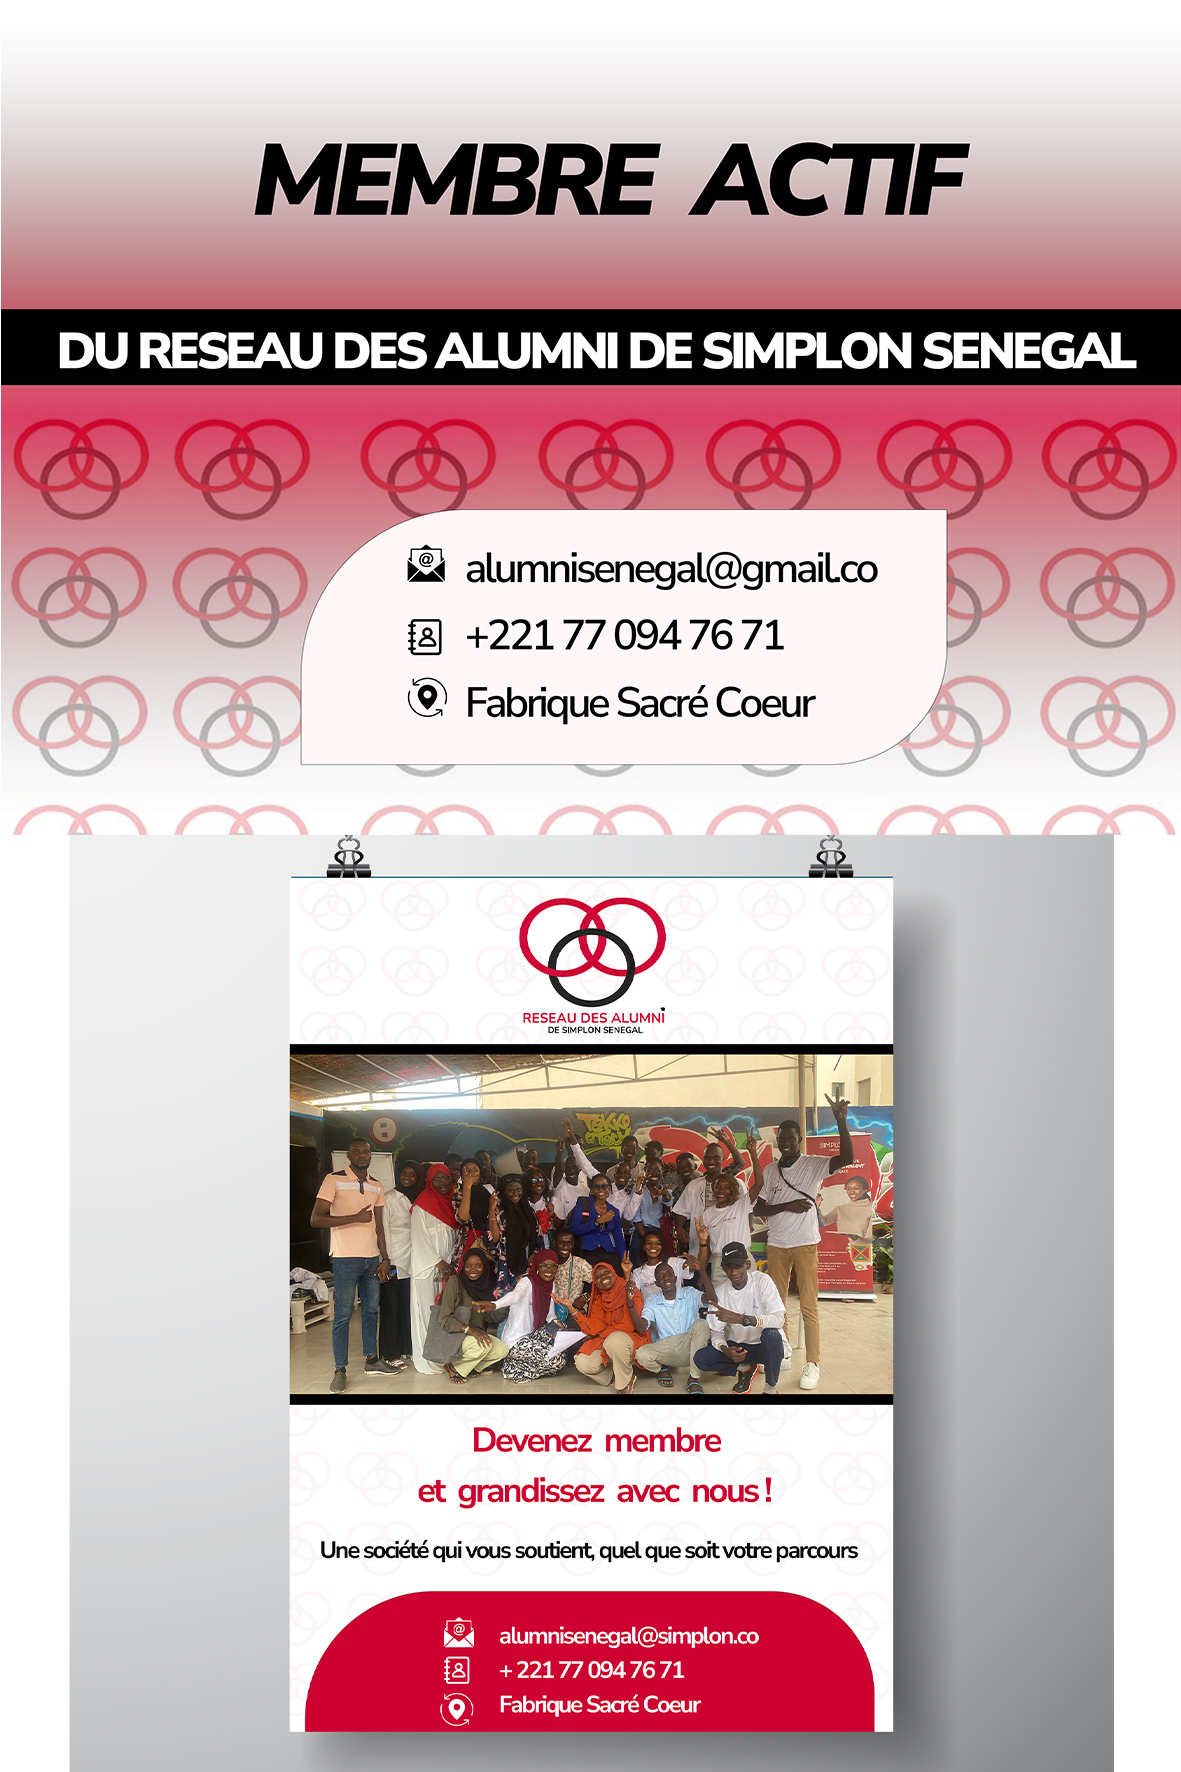 MEMBRE ACTIF
DU RESEAU DES ALUMNI DE SIMPLON SENEGAL
@
alumnisenegal@gmail.co
+221 77 094 76 71
Fabrique Sacré Coeur
RESEAU DES ALUMNi
DE SIMPLON SENEGAL
TEKKI
SIMPLO
Devenez membre
et grandissez avec nous !
Une société qui vous soutient, quel que soit votre parcours
@
alumnisenegal@simplon.co
+ 221 77 094 76 71
Fabrique Sacré Coeur